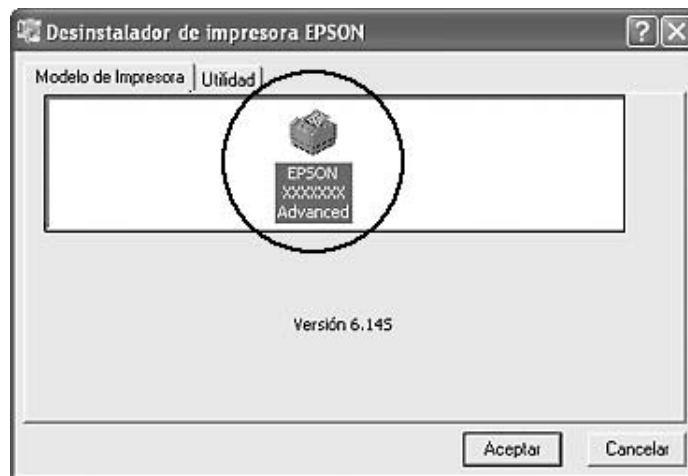 Desinstalador de impresora EPSON
Modelo de Impresora
Utilidad
EPSON
XXXXXXX
Advanced
Versión 6.145
Aceptar
Cancelar